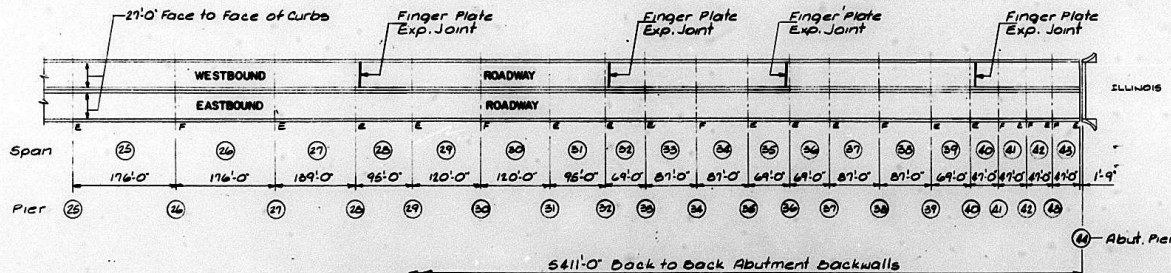 27'-0" Face to Face of Curbs
Finger Plate
Exp. Joint
Finger Plate
Exp. Joint
Finger Plate
Exp. Joint
Finger Plate
Exp. Joint
WESTBOUND ROADWAY
EASTBOUND ROADWAY
ILLINOIS
E F E E E F E E E F E E E F E E F E F E F E
Span 25 26 27 28 29 30 31 32 33 34 35 36 37 38 39 40 41 42 43
176'-0" 176'-0" 139'-0" 95'-0" 120'-0" 120'-0" 95'-0" 69'-0" 87'-0" 87'-0" 69'-0" 69'-0" 87'-0" 87'-0" 69'-0" 47'-0" 47'-0" 47'-0" 47'-0" 1'-9"
Pier 25 26 27 28 29 30 31 32 33 34 35 36 37 38 39 40 41 42 43
44 Abut. Pier
5411'-0" Back to Back Abutment Backwalls